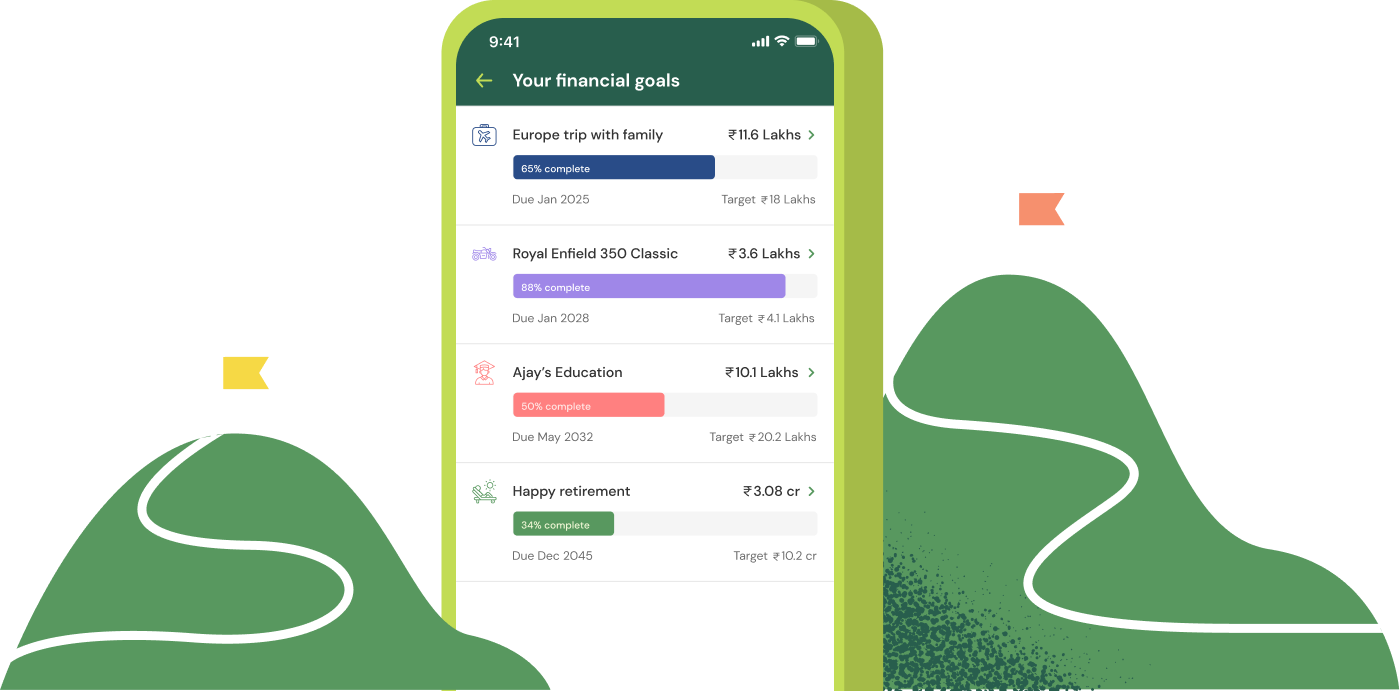 9:41
Your financial goals
Europe trip with family ₹11.6 Lakhs
65% complete
Due Jan 2025 Target ₹18 Lakhs
Royal Enfield 350 Classic ₹3.6 Lakhs
88% complete
Due Jan 2028 Target ₹4.1 Lakhs
Ajay’s Education ₹10.1 Lakhs
50% complete
Due May 2032 Target ₹20.2 Lakhs
Happy retirement ₹3.08 cr
34% complete
Due Dec 2045 Target ₹10.2 cr